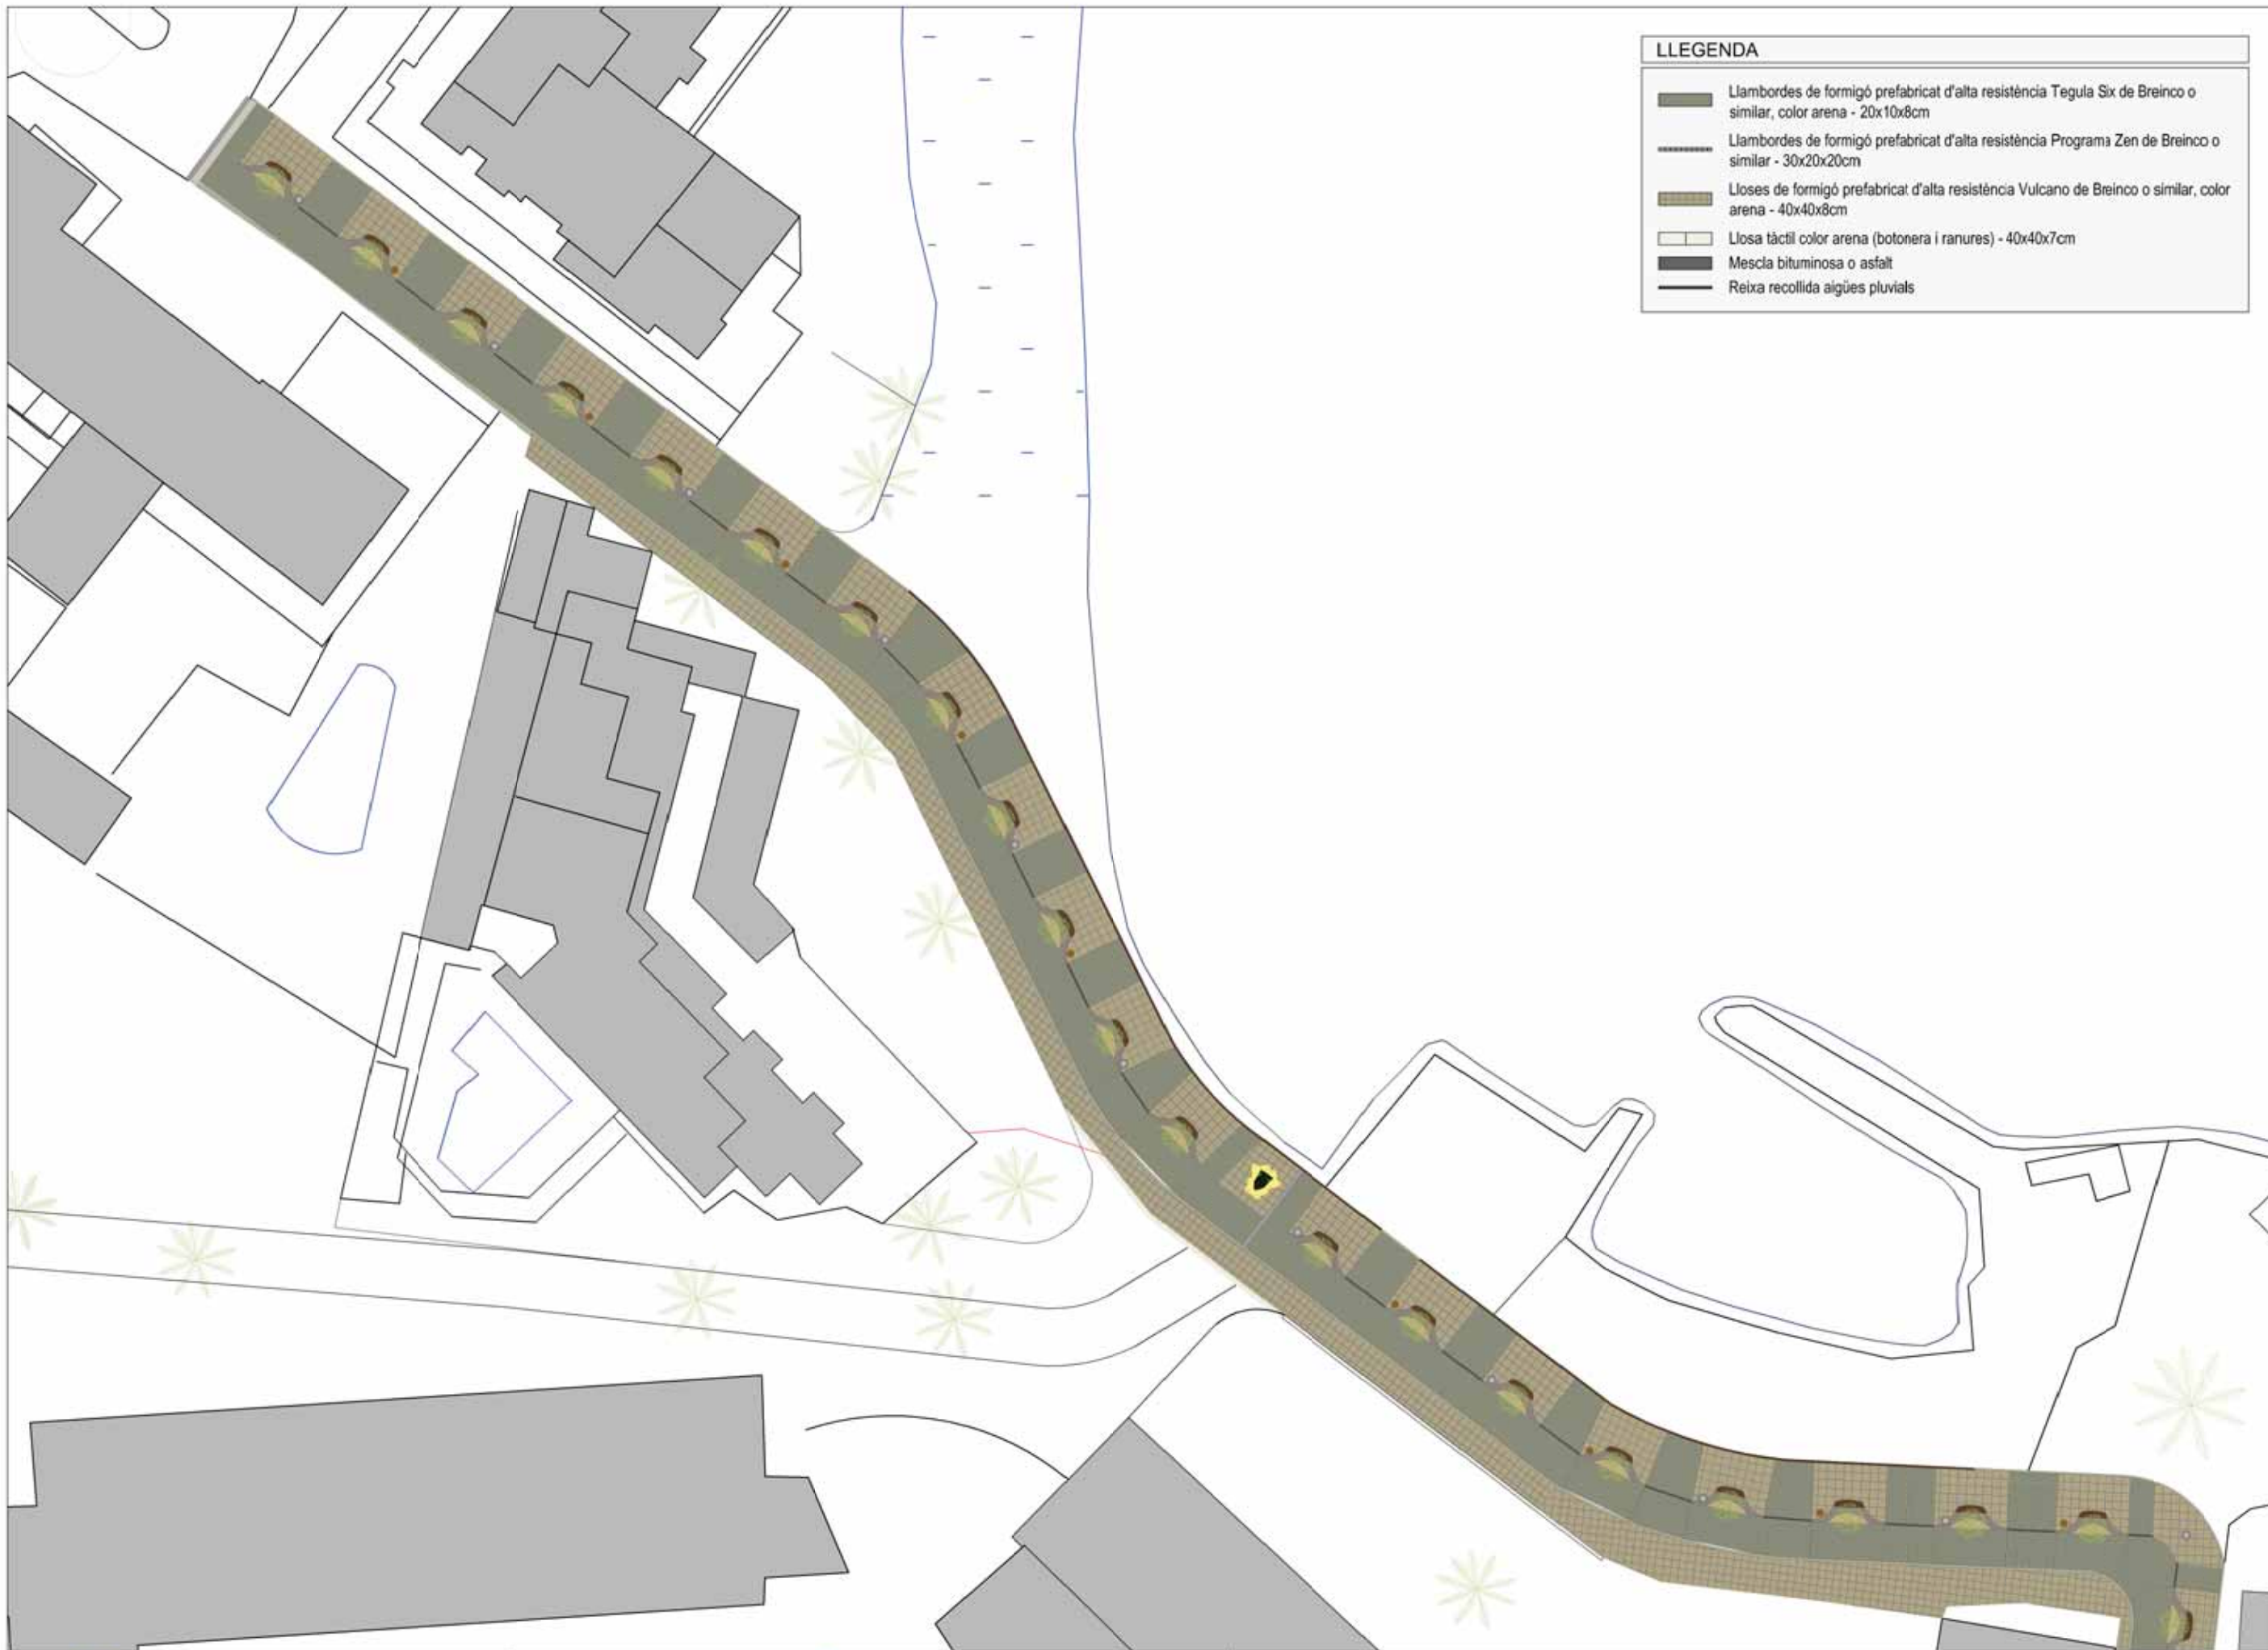 LLEGENDA
Llambordes de formigó prefabricat d'alta resistència Tegula Six de Breinco o
similar, color arena - 20x10x8cm
Llambordes de formigó prefabricat d'alta resistència Programa Zen de Breinco o
similar - 30x20x20cm
Lloses de formigó prefabricat d'alta resistència Vulcano de Breinco o similar, color
arena - 40x40x8cm
Llosa tàctil color arena (botonera i ranures) - 40x40x7cm
Mescla bituminosa o asfalt
Reixa recollida aigües pluvials